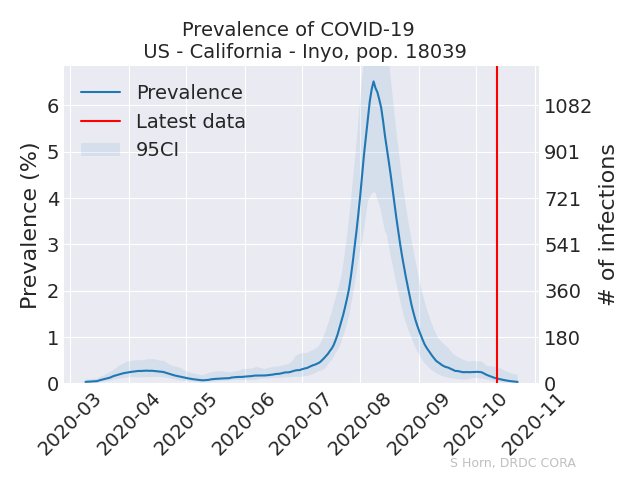 Prevalence of COVID-19
US - California - Inyo, pop. 18039
Prevalence
Latest data
95CI
Prevalence (%)
6
5
4
3
2
1
0
1082
901
721
541
360
180
0
# of infections
2020-03
2020-04
2020-05
2020-06
2020-07
2020-08
2020-09
2020-10
2020-11
S Horn, DRDC CORA